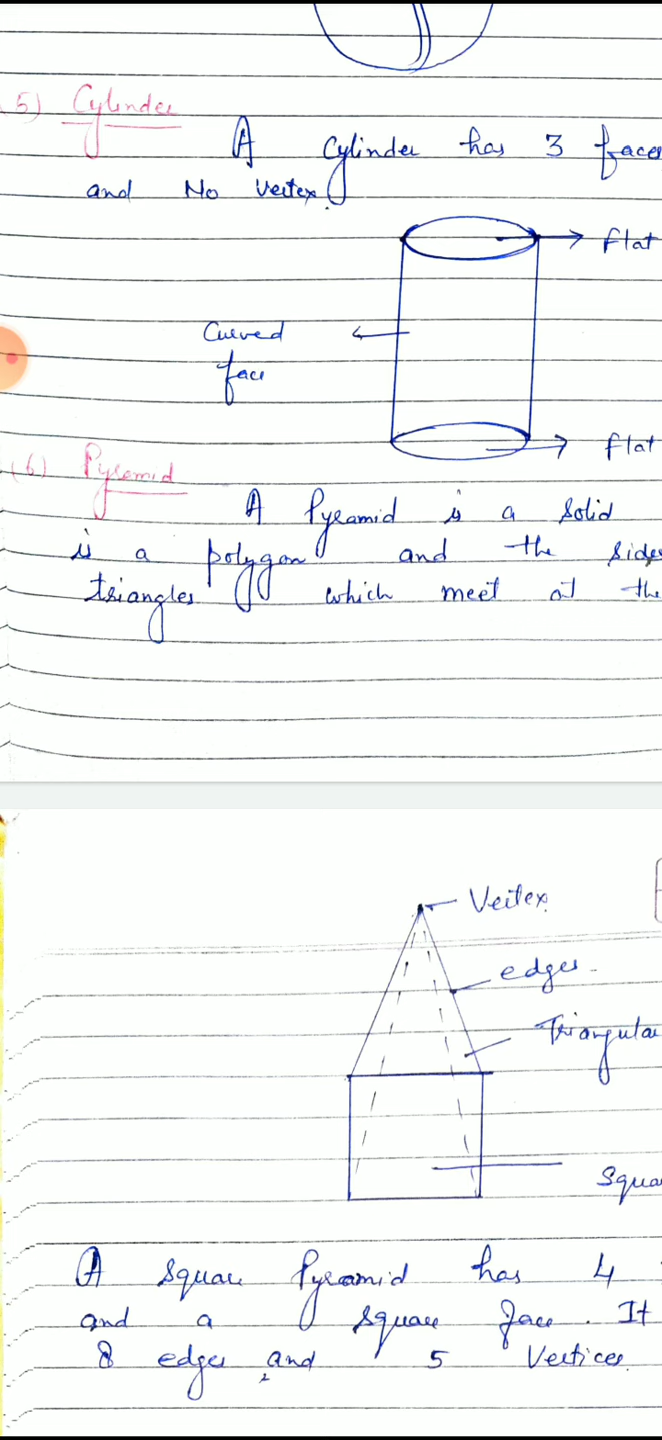 5) Cylinder
A Cylinder has 3 faces
and No Vertex.
flat
Curved
face
flat
(6) Pyramid
A Pyramid is a solid
is a polygon and the sides
triangles which meet at the
Vertex
edges
Triangular
Squa
A Square Pyramid has 4
and a square face. It
8 edges and 5 Vertices